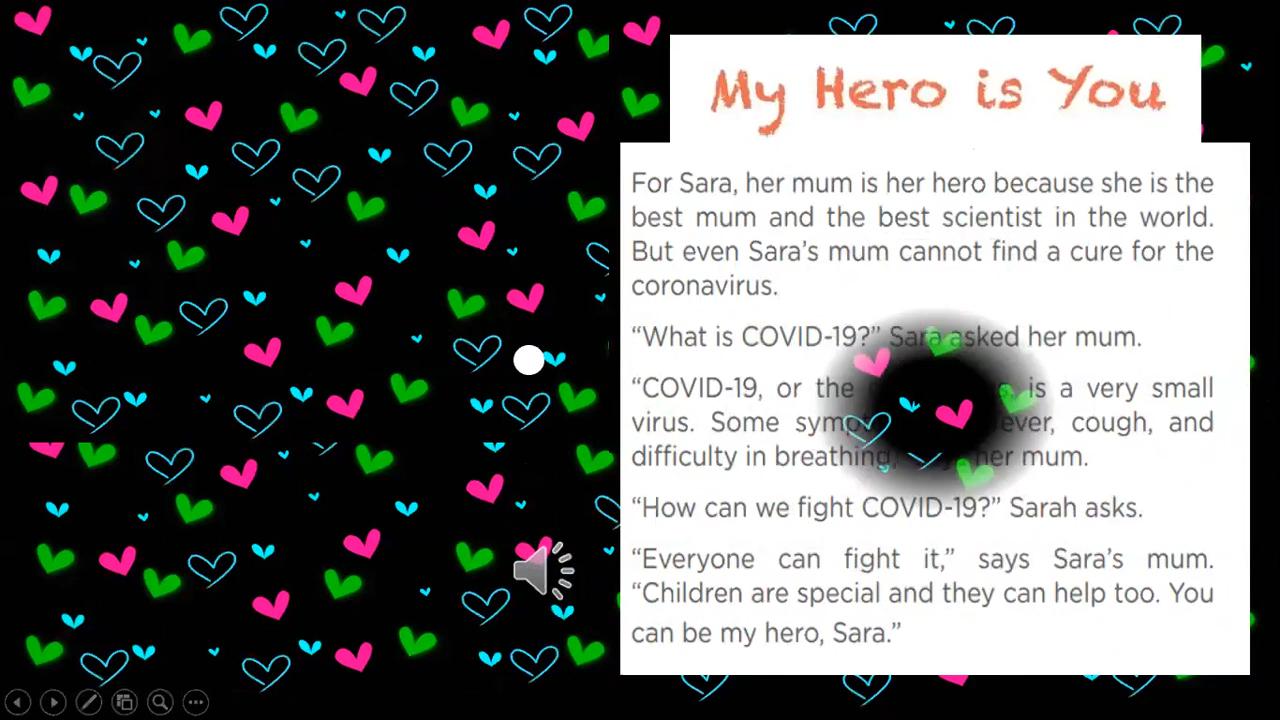 My Hero is You
For Sara, her mum is her hero because she is the
best mum and the best scientist in the world.
But even Sara's mum cannot find a cure for the
coronavirus.
“What is COVID-19?” Sara asked her mum.
“COVID-19, or the is a very small
virus. Some cough, and
difficulty in breathing, her mum.
“How can we fight COVID-19?” Sarah asks.
“Everyone can fight it,” says Sara’s mum.
“Children are special and they can help too. You
can be my hero, Sara.”